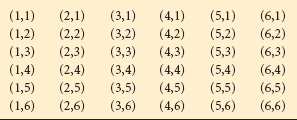 (1,1) (2,1) (3,1) (4,1) (5,1) (6,1)
(1,2) (2,2) (3,2) (4,2) (5,2) (6,2)
(1,3) (2,3) (3,3) (4,3) (5,3) (6,3)
(1,4) (2,4) (3,4) (4,4) (5,4) (6,4)
(1,5) (2,5) (3,5) (4,5) (5,5) (6,5)
(1,6) (2,6) (3,6) (4,6) (5,6) (6,6)